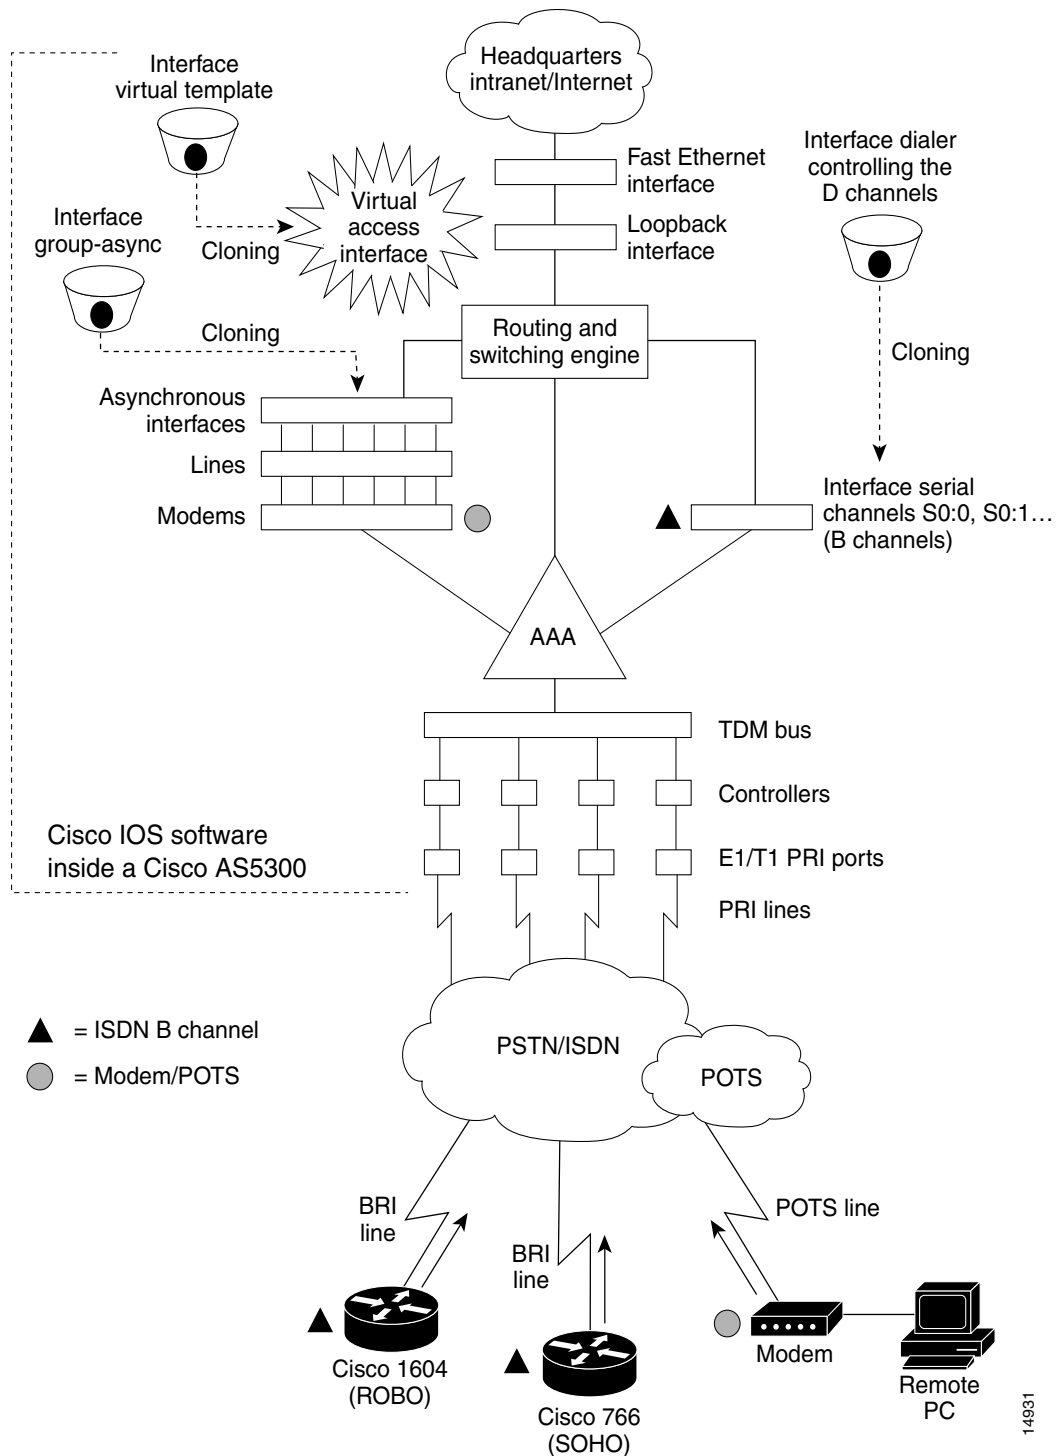 Headquarters
intranet/Internet
Interface
virtual template
Interface dialer
controlling the
D channels
Fast Ethernet
interface
Virtual
access
interface
Interface
group-async
Loopback
interface
Cloning
Cloning
Routing and
switching engine
Cloning
Asynchronous
interfaces
Lines
Modems
Interface serial
channels S0:0, S0:1…
(B channels)
AAA
TDM bus
Controllers
Cisco IOS software
inside a Cisco AS5300
E1/T1 PRI ports
PRI lines
= ISDN B channel
= Modem/POTS
PSTN/ISDN
POTS
BRI
line
BRI
line
POTS line
Cisco 1604
(ROBO)
Cisco 766
(SOHO)
Modem
Remote
PC
14931